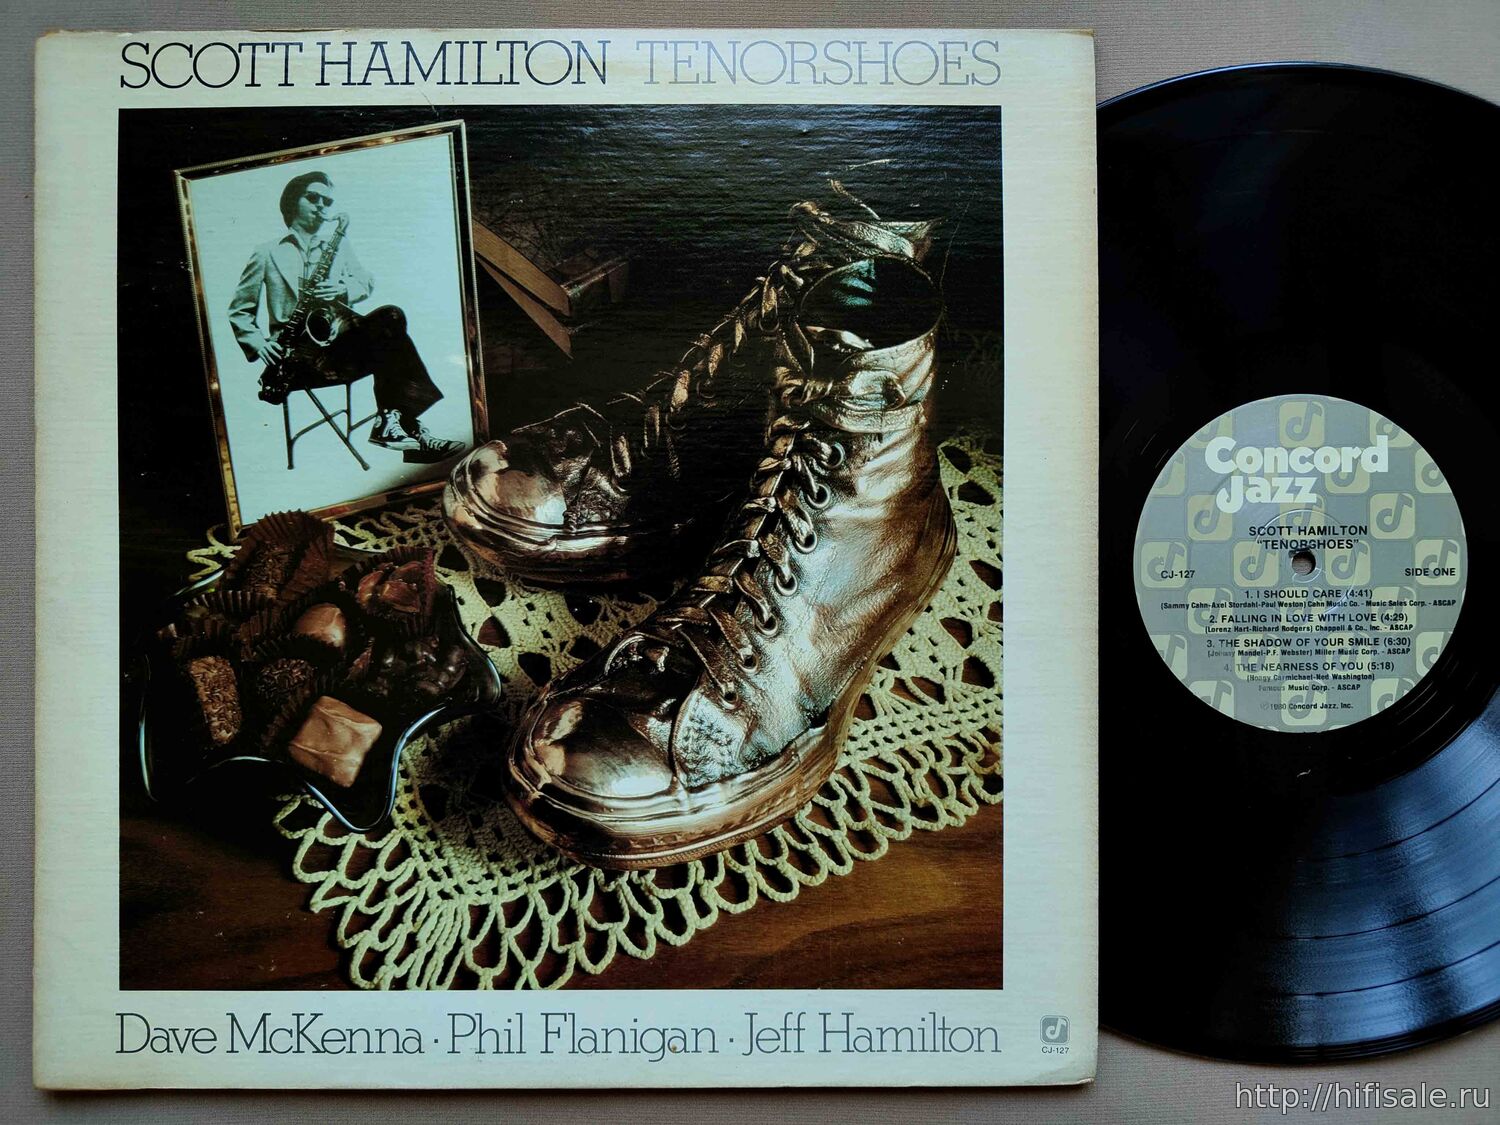 SCOTT HAMILTON TENORSHOES
Concord
Jazz
SCOTT HAMILTON
"TENORSHOES"
CJ-127
SIDE ONE
1. I SHOULD CARE (4:41)
(Sammy Cahn-Axel Stordahl-Paul Weston) Cahn Music Co. - Music Sales Corp. - ASCAP
2. FALLING IN LOVE WITH LOVE (4:29)
(Lorenz Hart-Richard Rodgers) Chappell & Co., Inc. - ASCAP
3. THE SHADOW OF YOUR SMILE (6:30)
(Johnny Mandel-P.F. Webster) Miller Music Corp. - ASCAP
4. THE NEARNESS OF YOU (5:18)
(Hoagy Carmichael-Ned Washington)
Famous Music Corp. - ASCAP
℗1980 Concord Jazz, Inc.
Dave McKenna · Phil Flanigan · Jeff Hamilton
CJ-127
http://hifisale.ru